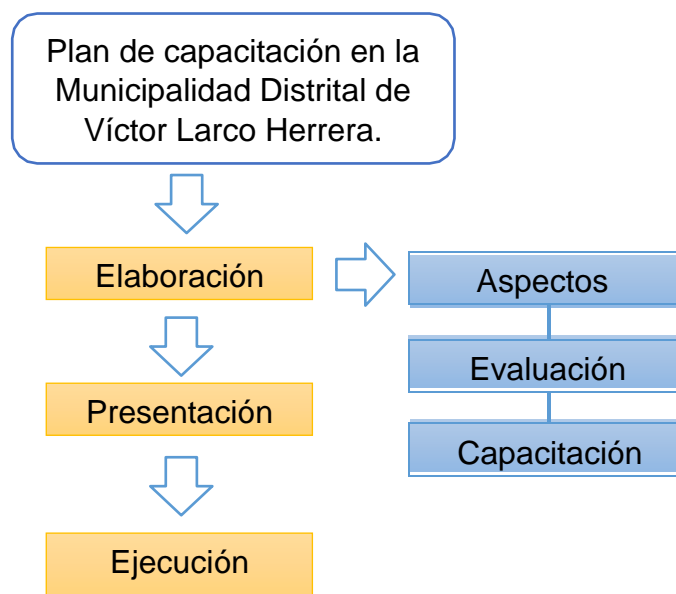 Plan de capacitación en la
Municipalidad Distrital de
Víctor Larco Herrera.
Elaboración
Aspectos
Evaluación
Presentación
Capacitación
Ejecución